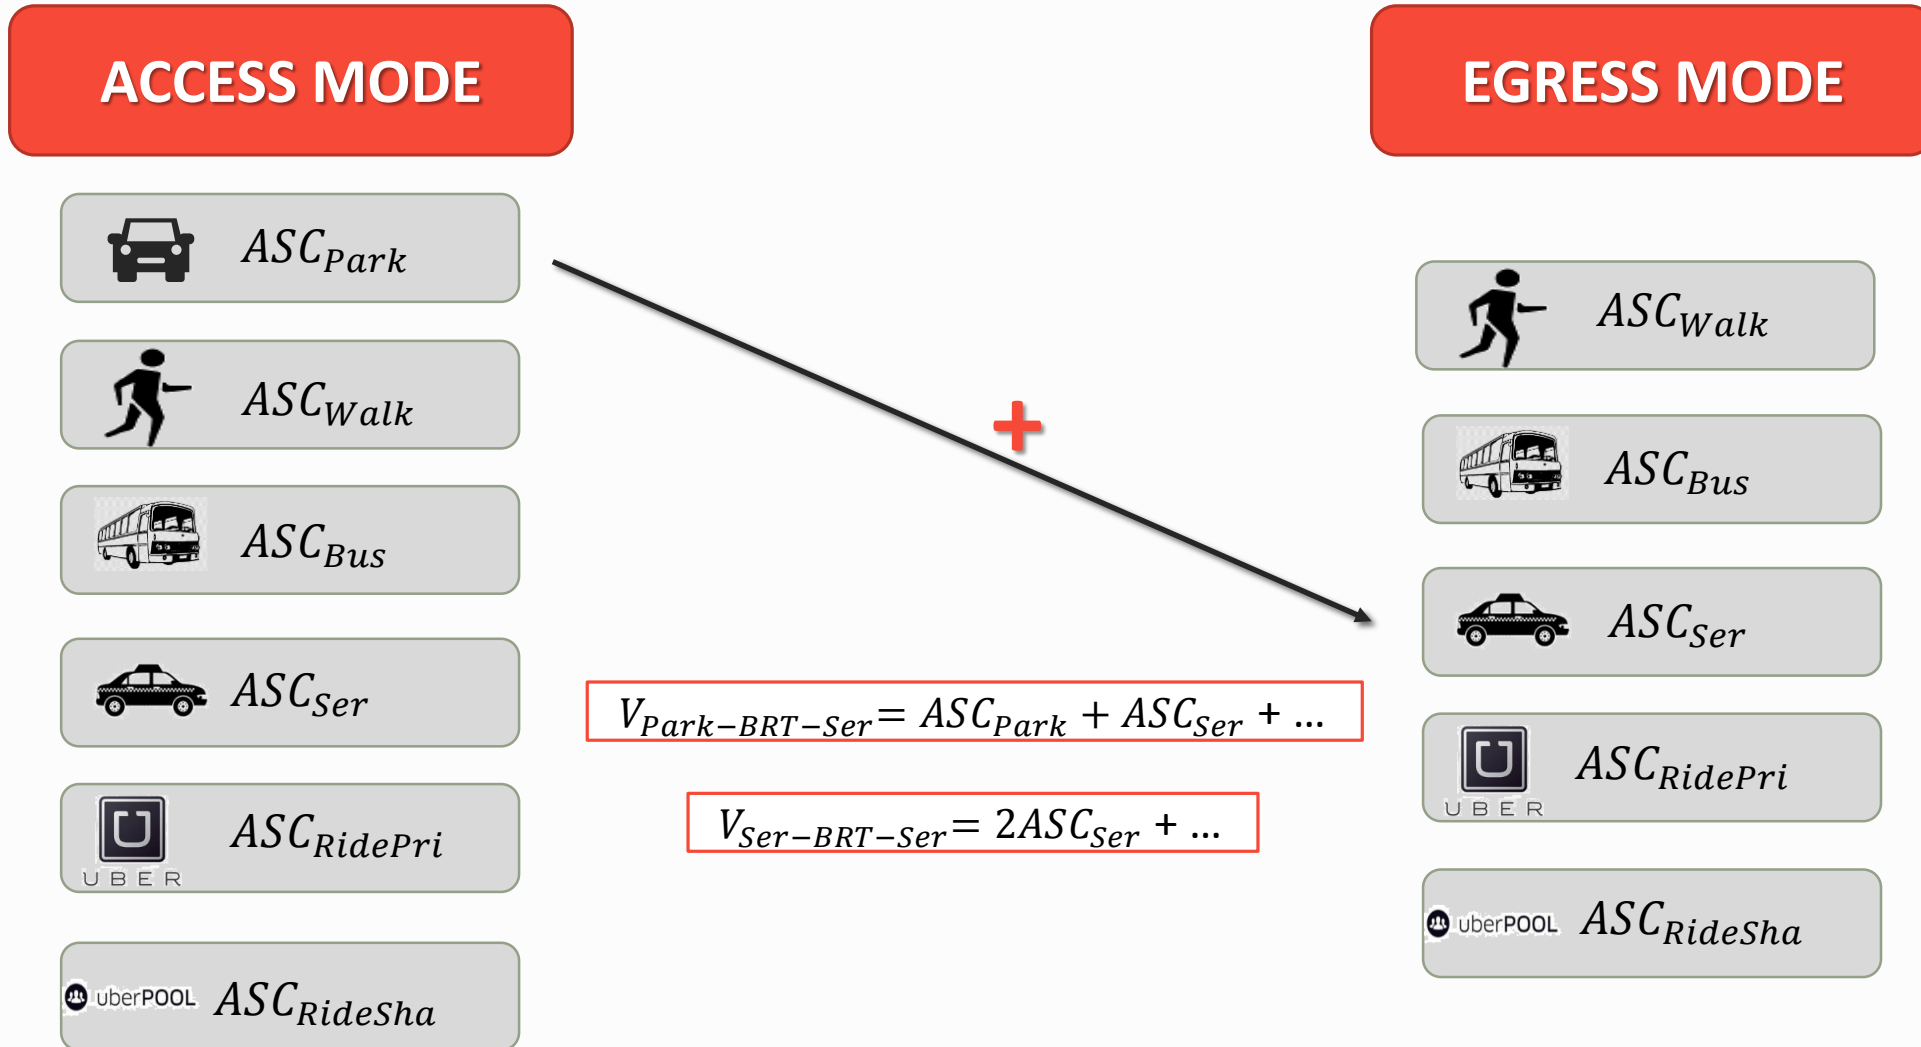 ACCESS MODE
EGRESS MODE
ASC_Park
ASC_Walk
ASC_Bus
ASC_Ser
U
UBER
ASC_RidePri
uberPOOL ASC_RideSha
+
V_Park−BRT−Ser = ASC_Park + ASC_Ser + ...
V_Ser−BRT−Ser = 2ASC_Ser + ...
ASC_Walk
ASC_Bus
ASC_Ser
U
UBER
ASC_RidePri
uberPOOL ASC_RideSha